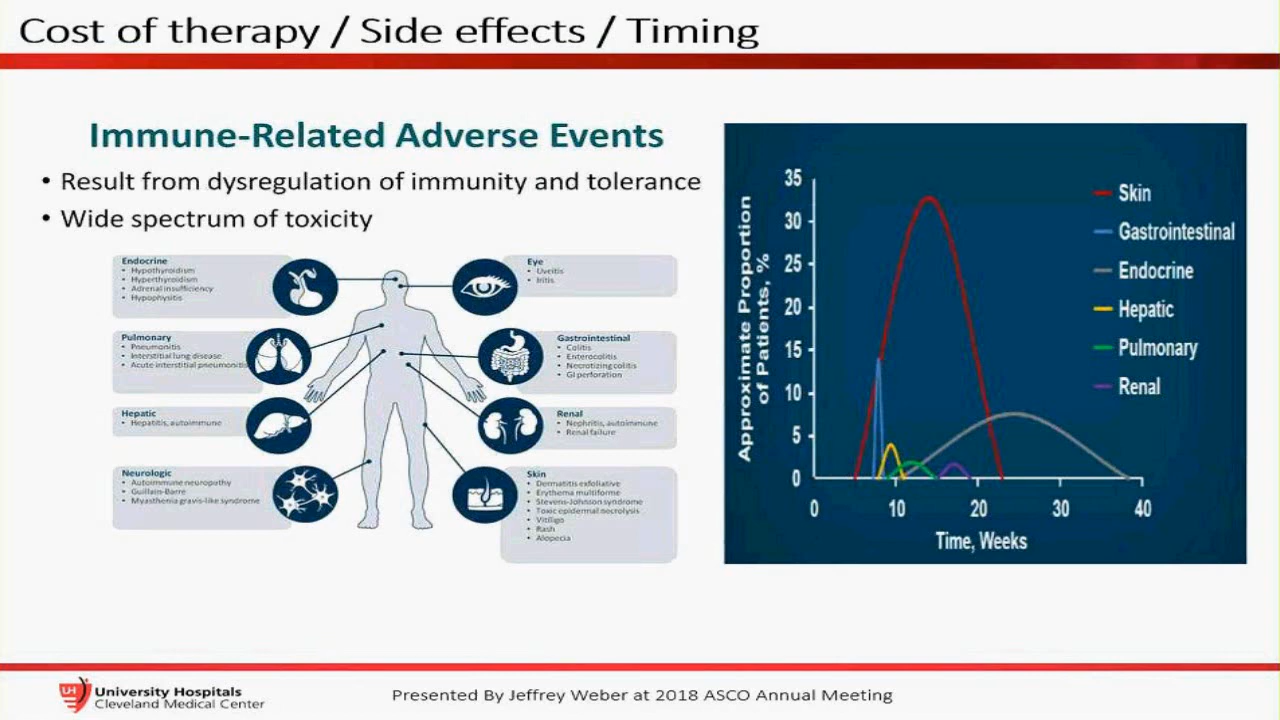 Cost of therapy / Side effects / Timing
Immune-Related Adverse Events
• Result from dysregulation of immunity and tolerance
• Wide spectrum of toxicity
Endocrine
• Hypothyroidism
• Hyperthyroidism
• Adrenal insufficiency
• Hypophysitis
Eye
• Uveitis
• Iritis
Pulmonary
• Pneumonitis
• Interstitial lung disease
• Acute interstitial pneumonitis
Gastrointestinal
• Colitis
• Enterocolitis
• Necrotizing colitis
• GI perforation
Hepatic
• Hepatitis, autoimmune
Renal
• Nephritis, autoimmune
• Renal failure
Neurologic
• Autoimmune neuropathy
• Guillain-Barre
• Myasthenia gravis-like syndrome
Skin
• Dermatitis exfoliative
• Erythema multiforme
• Stevens-Johnson syndrome
• Toxic epidermal necrolysis
• Vitiligo
• Rash
• Alopecia
Approximate Proportion
of Patients, %
35
30
25
20
15
10
5
0
0 10 20 30 40
Time, Weeks
Skin
Gastrointestinal
Endocrine
Hepatic
Pulmonary
Renal
UH
University Hospitals
Cleveland Medical Center
Presented By Jeffrey Weber at 2018 ASCO Annual Meeting